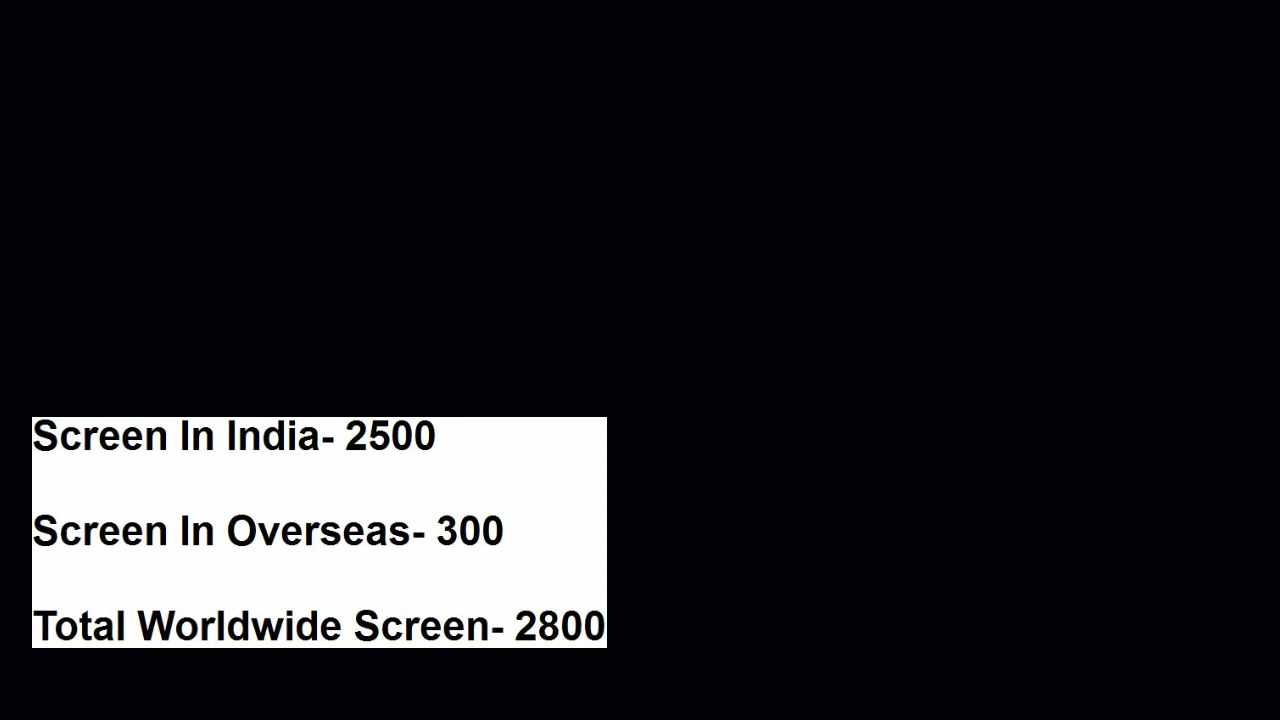 Screen In India- 2500
Screen In Overseas- 300
Total Worldwide Screen- 2800